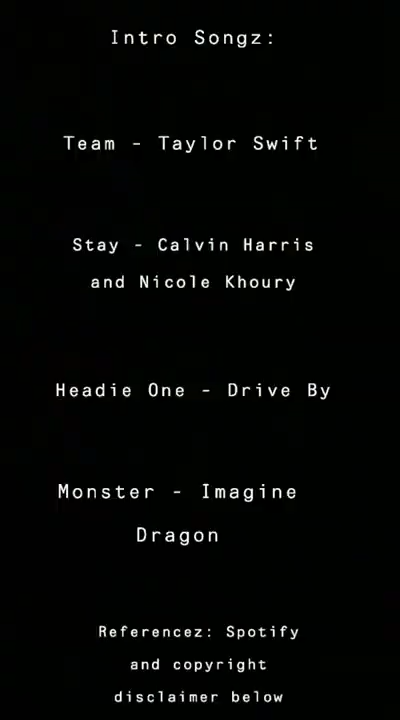 Intro Songz:
Team - Taylor Swift
Stay - Calvin Harris
and Nicole Khoury
Headie One - Drive By
Monster - Imagine
Dragon
Referencez: Spotify
and copyright
disclaimer below